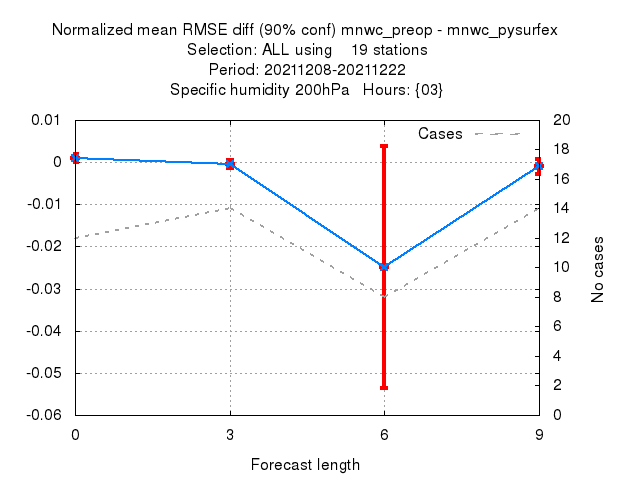 Normalized mean RMSE diff (90% conf) mnwc_preop - mnwc_pysurfex
Selection: ALL using    19 stations
Period: 20211208-20211222
Specific humidity 200hPa   Hours: {03}
Cases
0.01
0
-0.01
-0.02
-0.03
-0.04
-0.05
-0.06
20
18
16
14
12
10
8
6
4
2
0
No cases
0 3 6 9
Forecast length